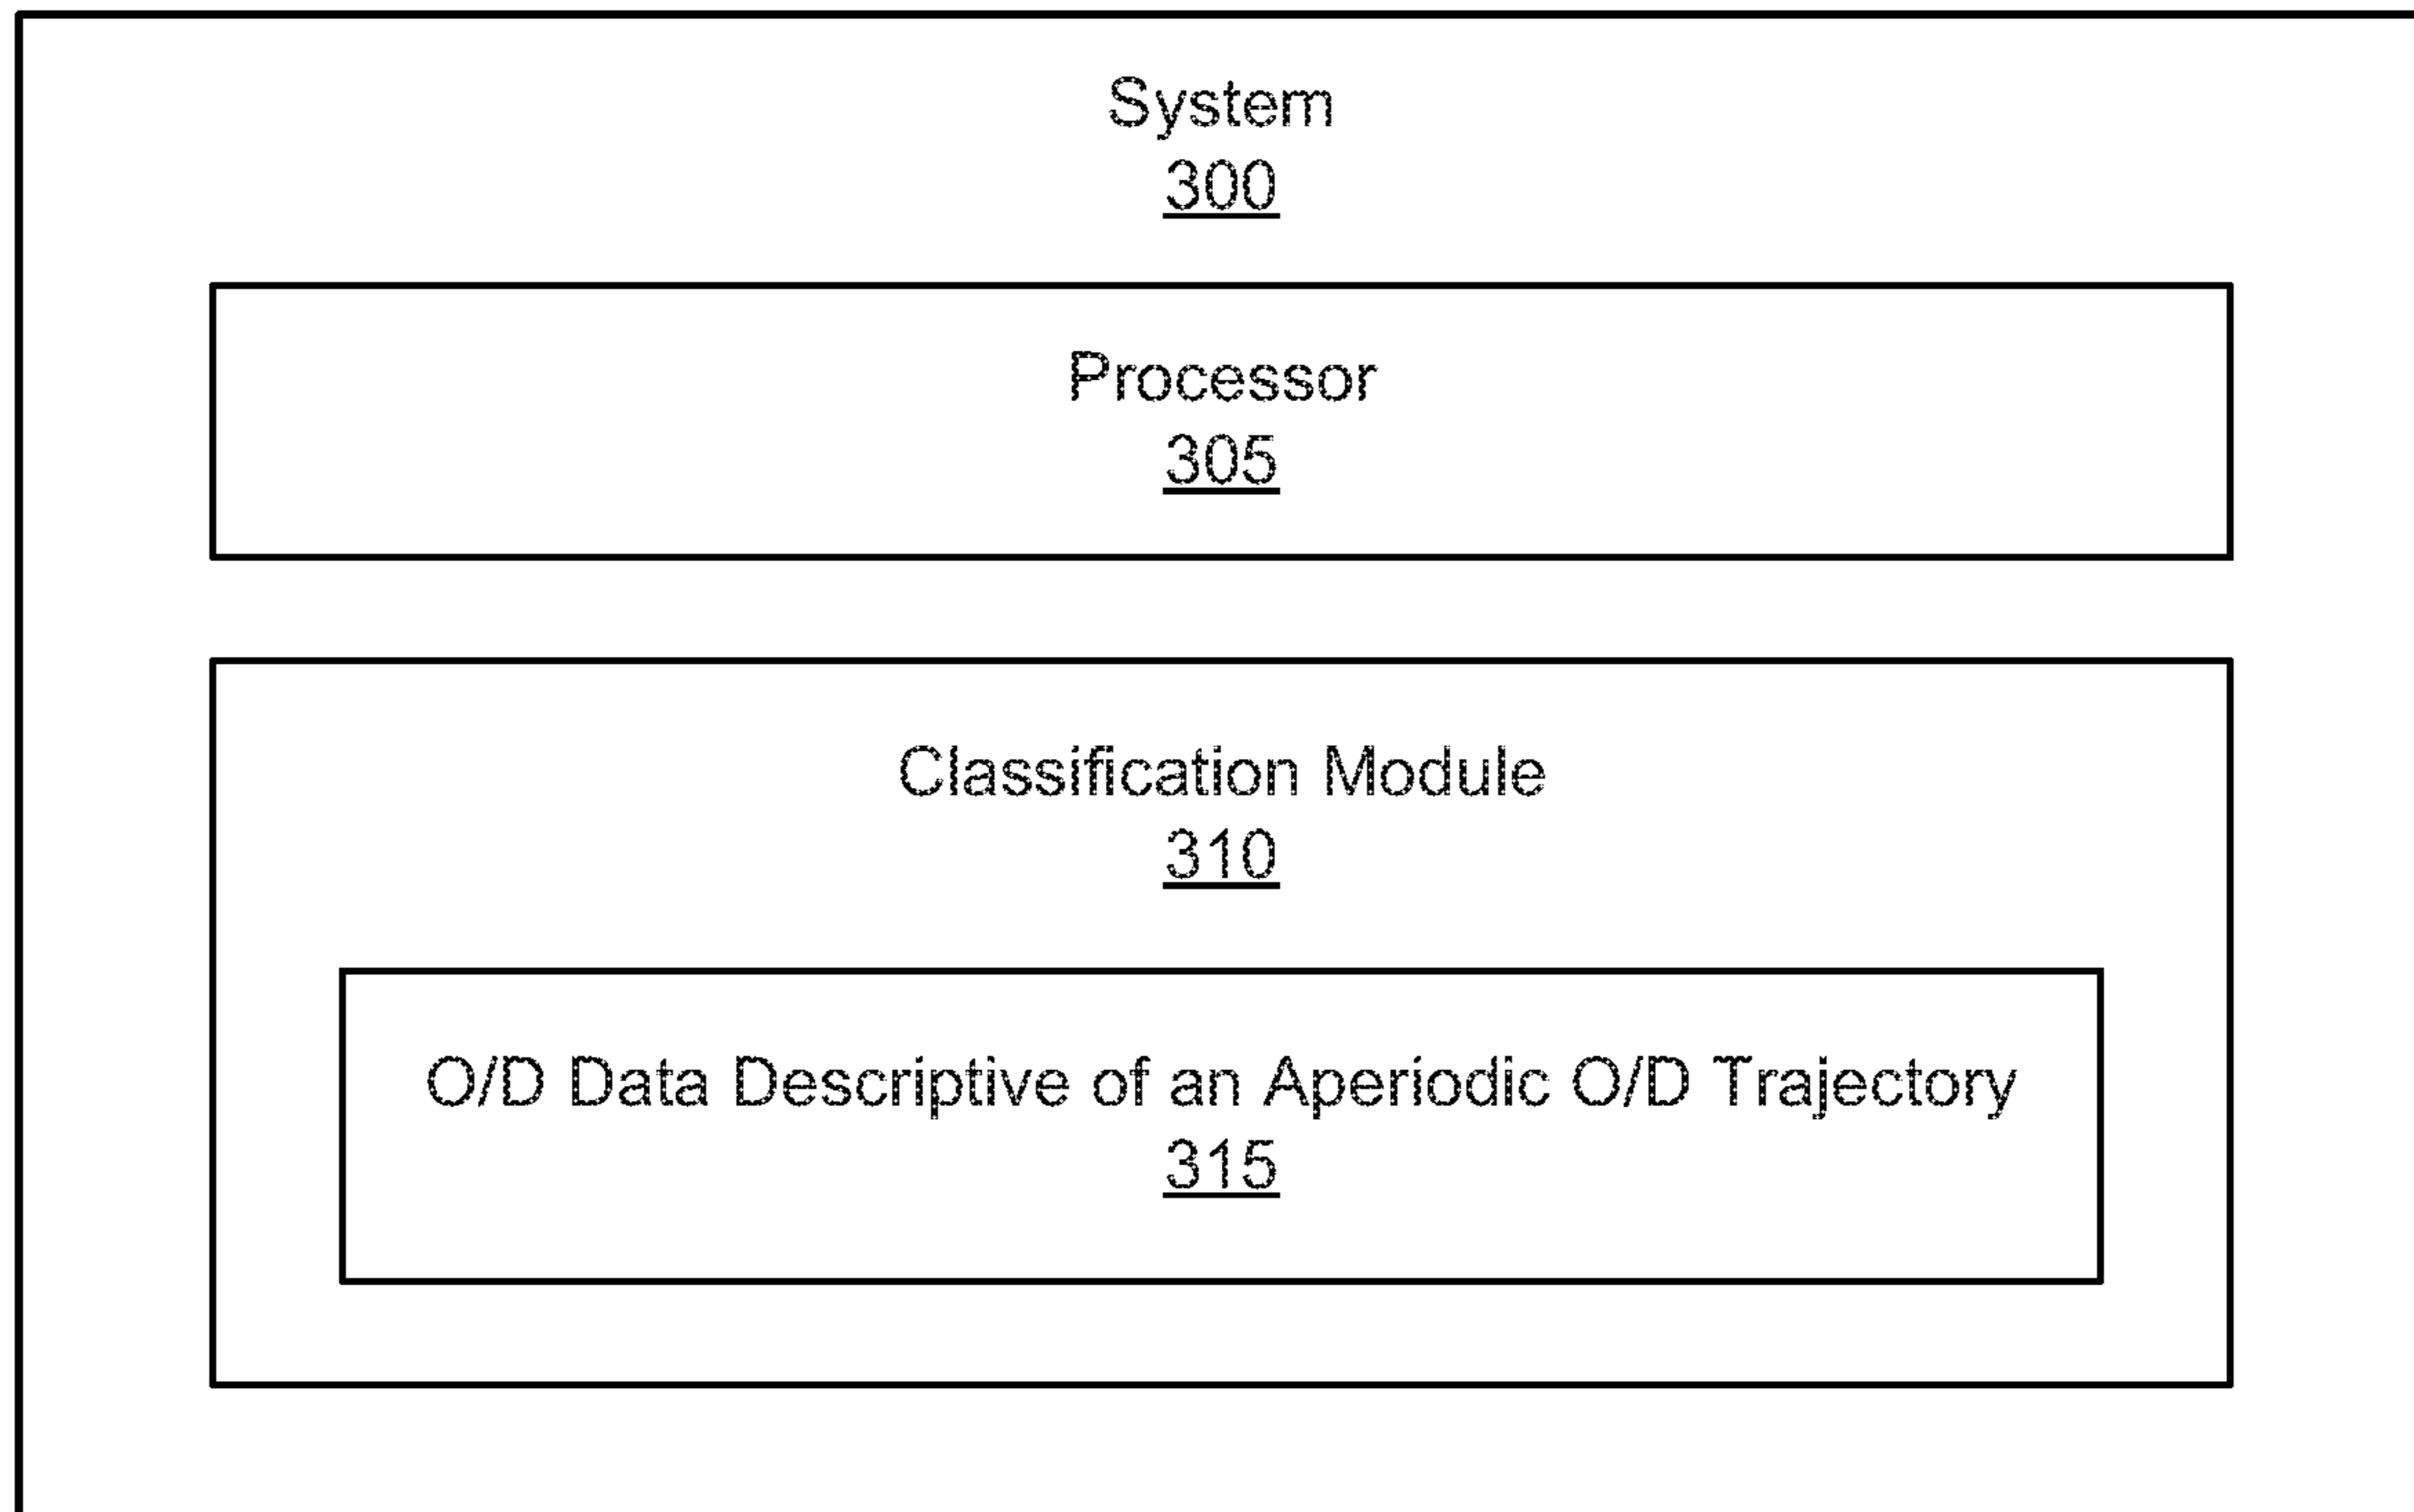 System
300
Processor
305
Classification Module
310
O/D Data Descriptive of an Aperiodic O/D Trajectory
315